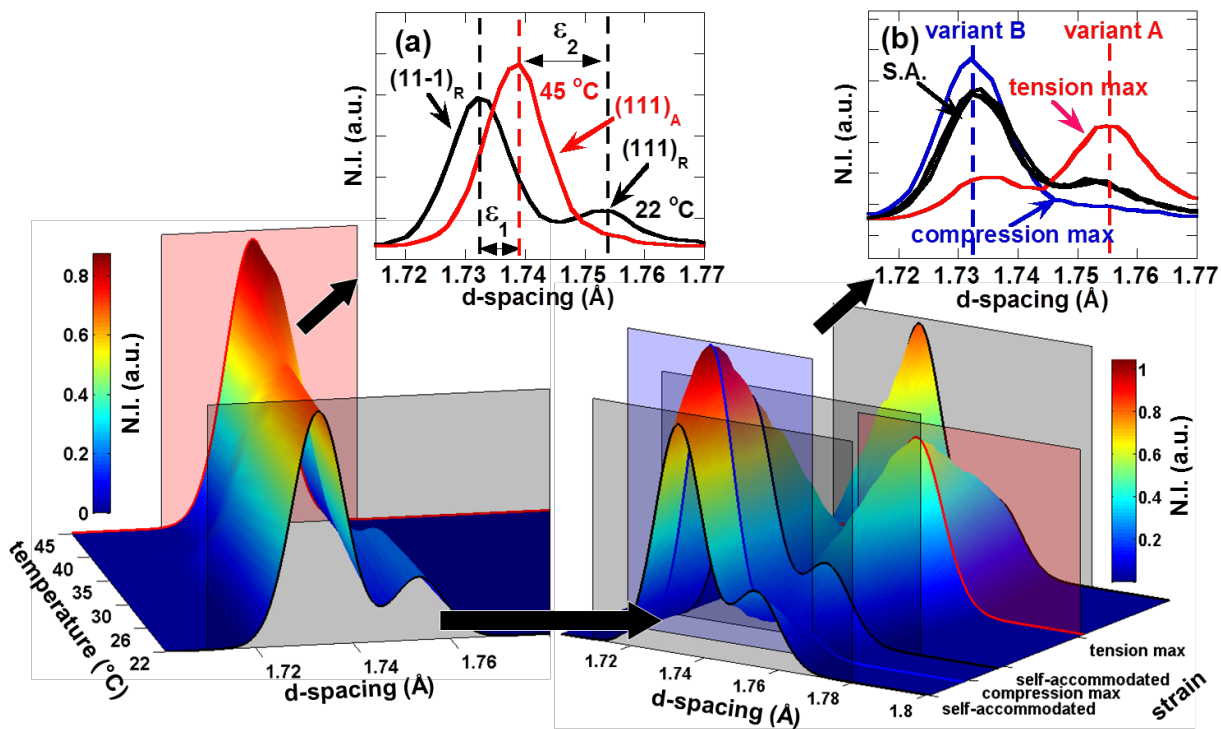 (a)
ε2
(11-1)R
45 °C
(111)A
(111)R
22 °C
ε1
N.I. (a.u.)
1.72 1.73 1.74 1.75 1.76 1.77
d-spacing (Å)
(b)
variant B
variant A
S.A.
tension max
compression max
N.I. (a.u.)
1.72 1.73 1.74 1.75 1.76 1.77
d-spacing (Å)
N.I. (a.u.)
0.8
0.6
0.4
0.2
0
45
40
35
30
26
22
temperature (°C)
1.72
1.74
1.76
d-spacing (Å)
1
0.8
0.6
0.4
0.2
N.I. (a.u.)
1.72
1.74
1.76
1.78
1.8
d-spacing (Å)
tension max
self-accommodated
compression max
self-accommodated
strain